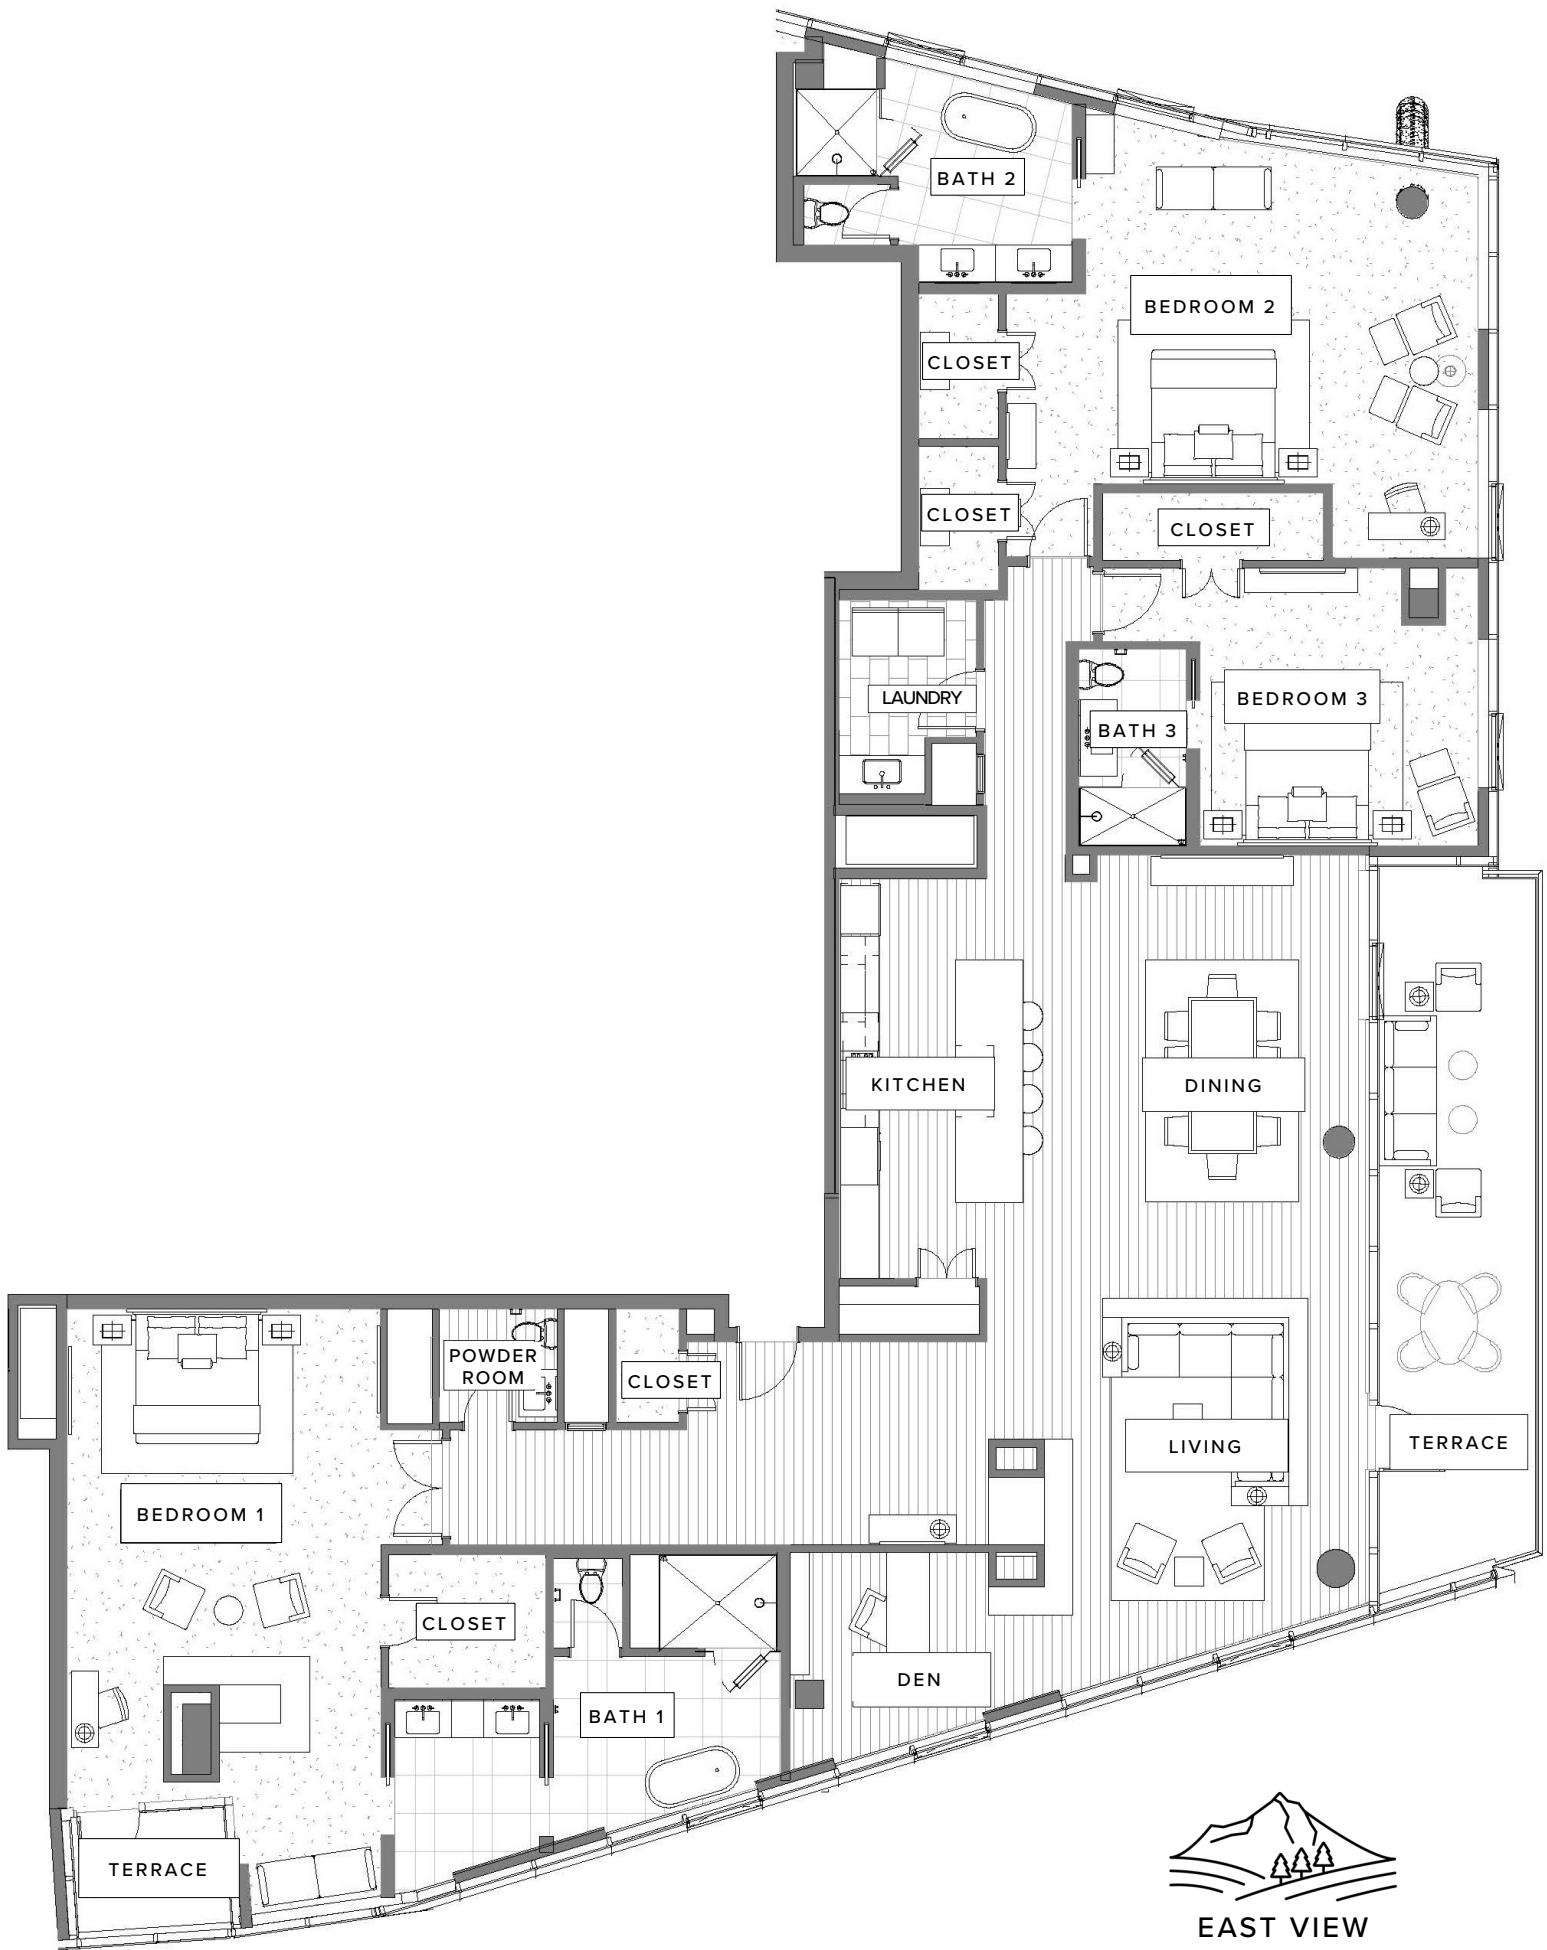 BATH 2
BEDROOM 2
CLOSET
CLOSET
CLOSET
LAUNDRY
BEDROOM 3
BATH 3
KITCHEN
DINING
POWDER
ROOM
CLOSET
LIVING
TERRACE
BEDROOM 1
CLOSET
DEN
BATH 1
TERRACE
EAST VIEW